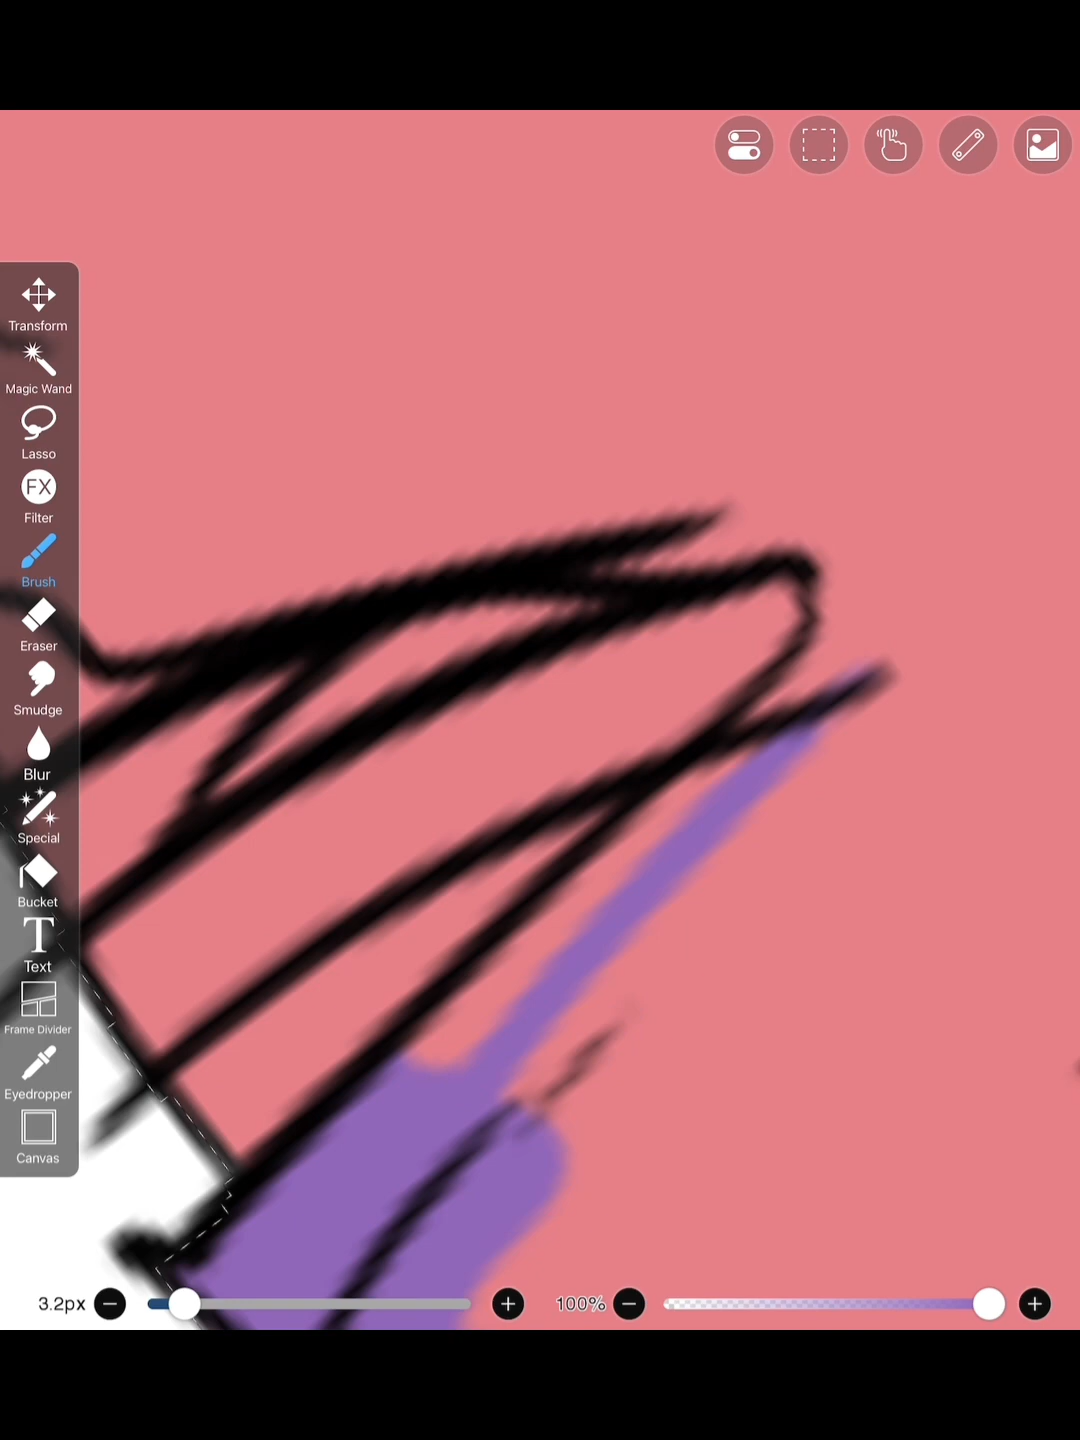 Transform
Magic Wand
Lasso
FX
Filter
Brush
Eraser
Smudge
Blur
Special
Bucket
T
Text
Frame Divider
Eyedropper
Canvas
3.2px
100%